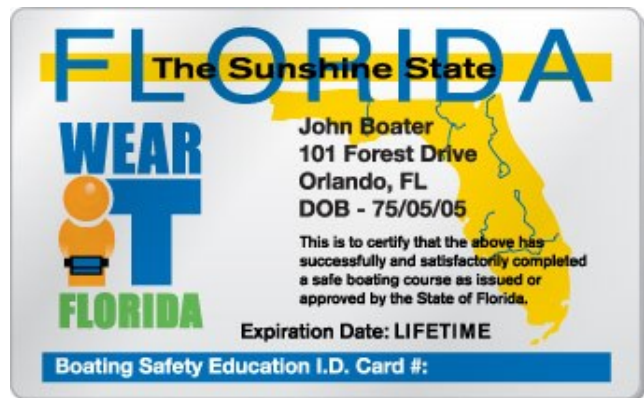 FLORIDA
The Sunshine State
WEAR
iT
FLORIDA
John Boater
101 Forest Drive
Orlando, FL
DOB - 75/05/05
This is to certify that the above has
successfully and satisfactorily completed
a safe boating course as issued or
approved by the State of Florida.
Expiration Date: LIFETIME
Boating Safety Education I.D. Card #: